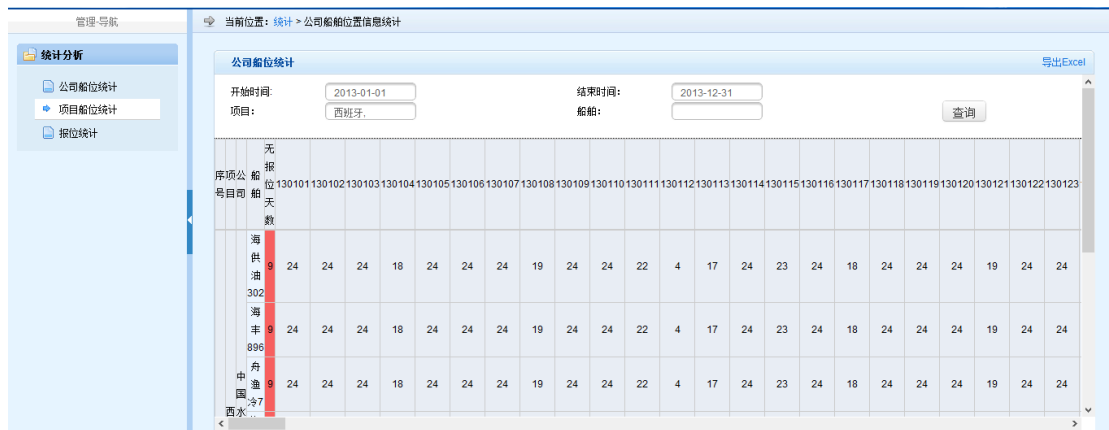 管理-导航
当前位置：统计 > 公司船舶位置信息统计
统计分析
公司船位统计
项目船位统计
报位统计
公司船位统计
导出Excel
开始时间: 2013-01-01 结束时间： 2013-12-31
项目： 西班牙, 船舶： 查询
序号 项目 公司 船舶 无报位天数 130101 130102 130103 130104 130105 130106 130107 130108 130109 130110 130111 130112 130113 130114 130115 130116 130117 130118 130119 130120 130121 130122 130123
海供油302 9 24 24 24 18 24 24 24 19 24 24 22 4 17 24 23 24 18 24 24 24 19 24 24
海丰896 9 24 24 24 18 24 24 24 19 24 24 22 4 17 24 23 24 18 24 24 24 19 24 24
舟渔冷7 9 24 24 24 18 24 24 24 19 24 24 22 4 17 24 23 24 18 24 24 24 19 24 24
西
中国水